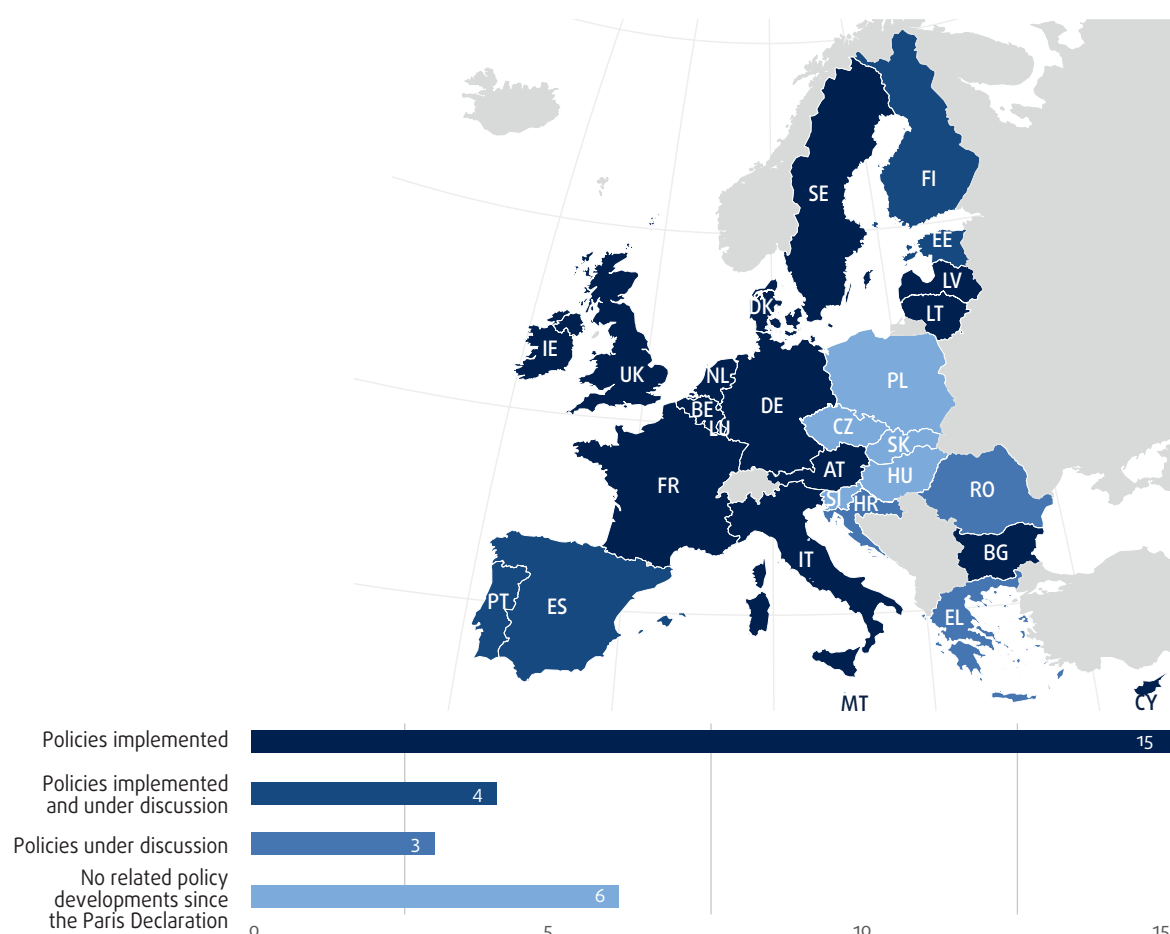 SE
FI
EE
LV
LT
DK
IE
UK
NL
BE
LU
DE
PL
CZ
SK
AT
HU
FR
SI
HR
RO
IT
BG
PT
ES
EL
MT
CY
Policies implemented
15
Policies implemented
and under discussion
4
Policies under discussion
3
No related policy
developments since
the Paris Declaration
6
0
5
10
15